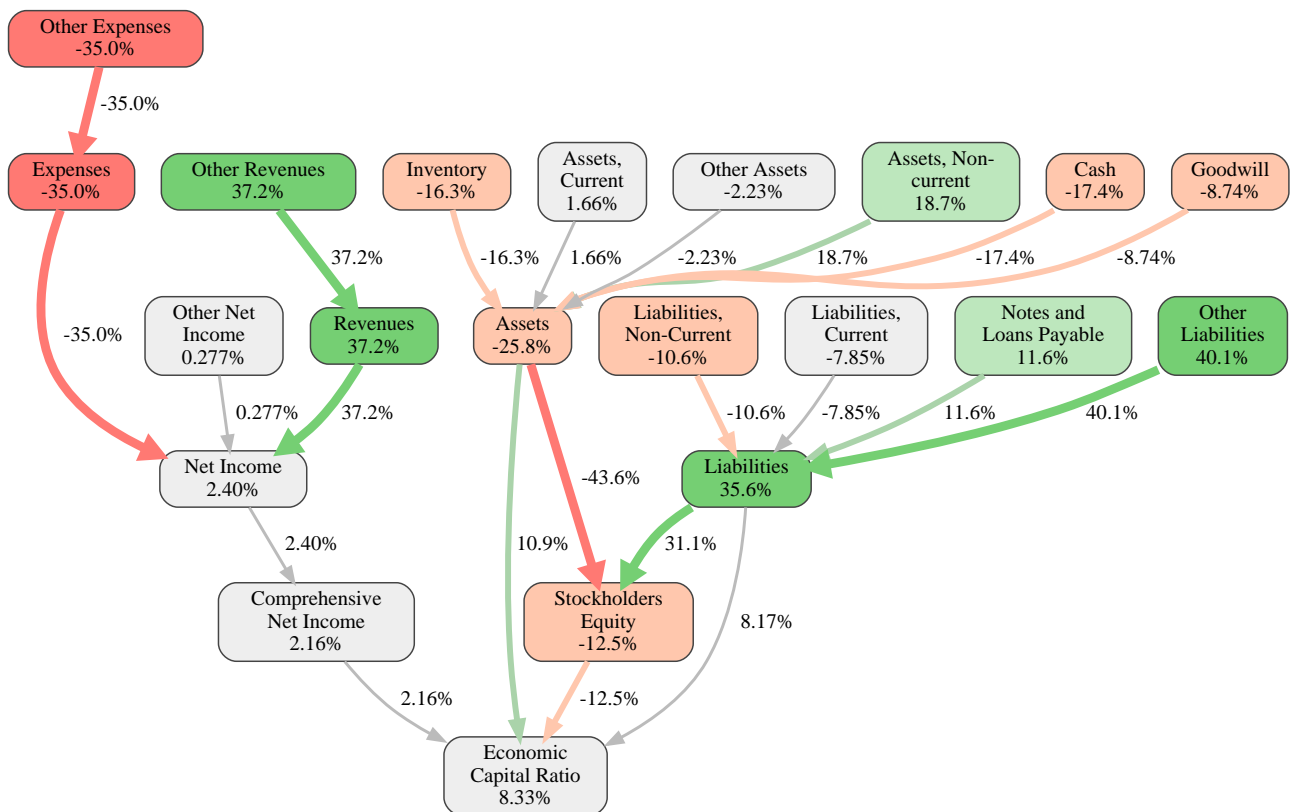 Other Expenses
-35.0%
-35.0%
Expenses
-35.0%
Other Revenues
37.2%
Inventory
-16.3%
Assets,
Current
1.66%
Other Assets
-2.23%
Assets, Non-
current
18.7%
Cash
-17.4%
Goodwill
-8.74%
37.2%
-16.3%
1.66%
-2.23%
18.7%
-17.4%
-8.74%
-35.0%
Other Net
Income
0.277%
Revenues
37.2%
Assets
-25.8%
Liabilities,
Non-Current
-10.6%
Liabilities,
Current
-7.85%
Notes and
Loans Payable
11.6%
Other
Liabilities
40.1%
0.277%
37.2%
-10.6%
-7.85%
11.6%
40.1%
Net Income
2.40%
Liabilities
35.6%
-43.6%
2.40%
10.9%
31.1%
Comprehensive
Net Income
2.16%
Stockholders
Equity
-12.5%
8.17%
2.16%
-12.5%
Economic
Capital Ratio
8.33%